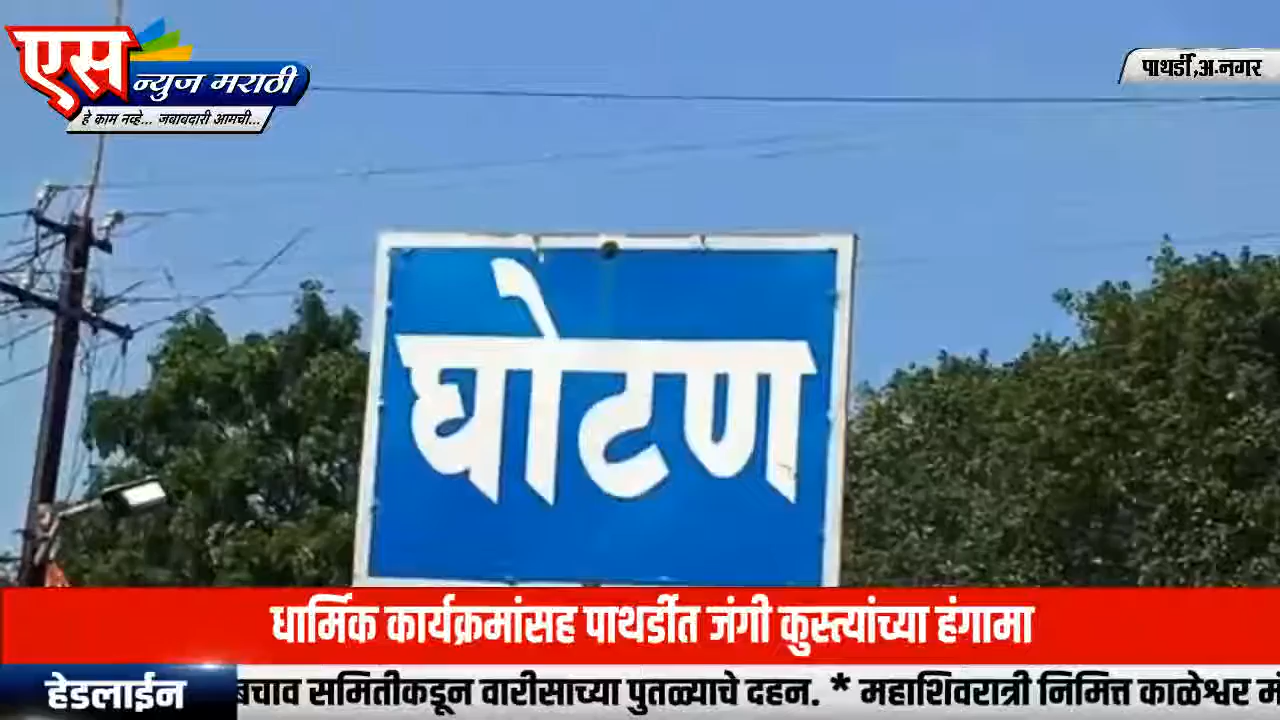 एस
न्युज मराठी
हे काम नव्हे... जबाबदारी आमची...
पाथर्डी,अ.नगर
घोटण
धार्मिक कार्यक्रमांसह पाथर्डीत जंगी कुस्त्यांच्या हंगामा
हेडलाईन
बचाव समितीकडून वारीसाच्या पुतळ्याचे दहन. * महाशिवरात्री निमित्त काळेश्वर